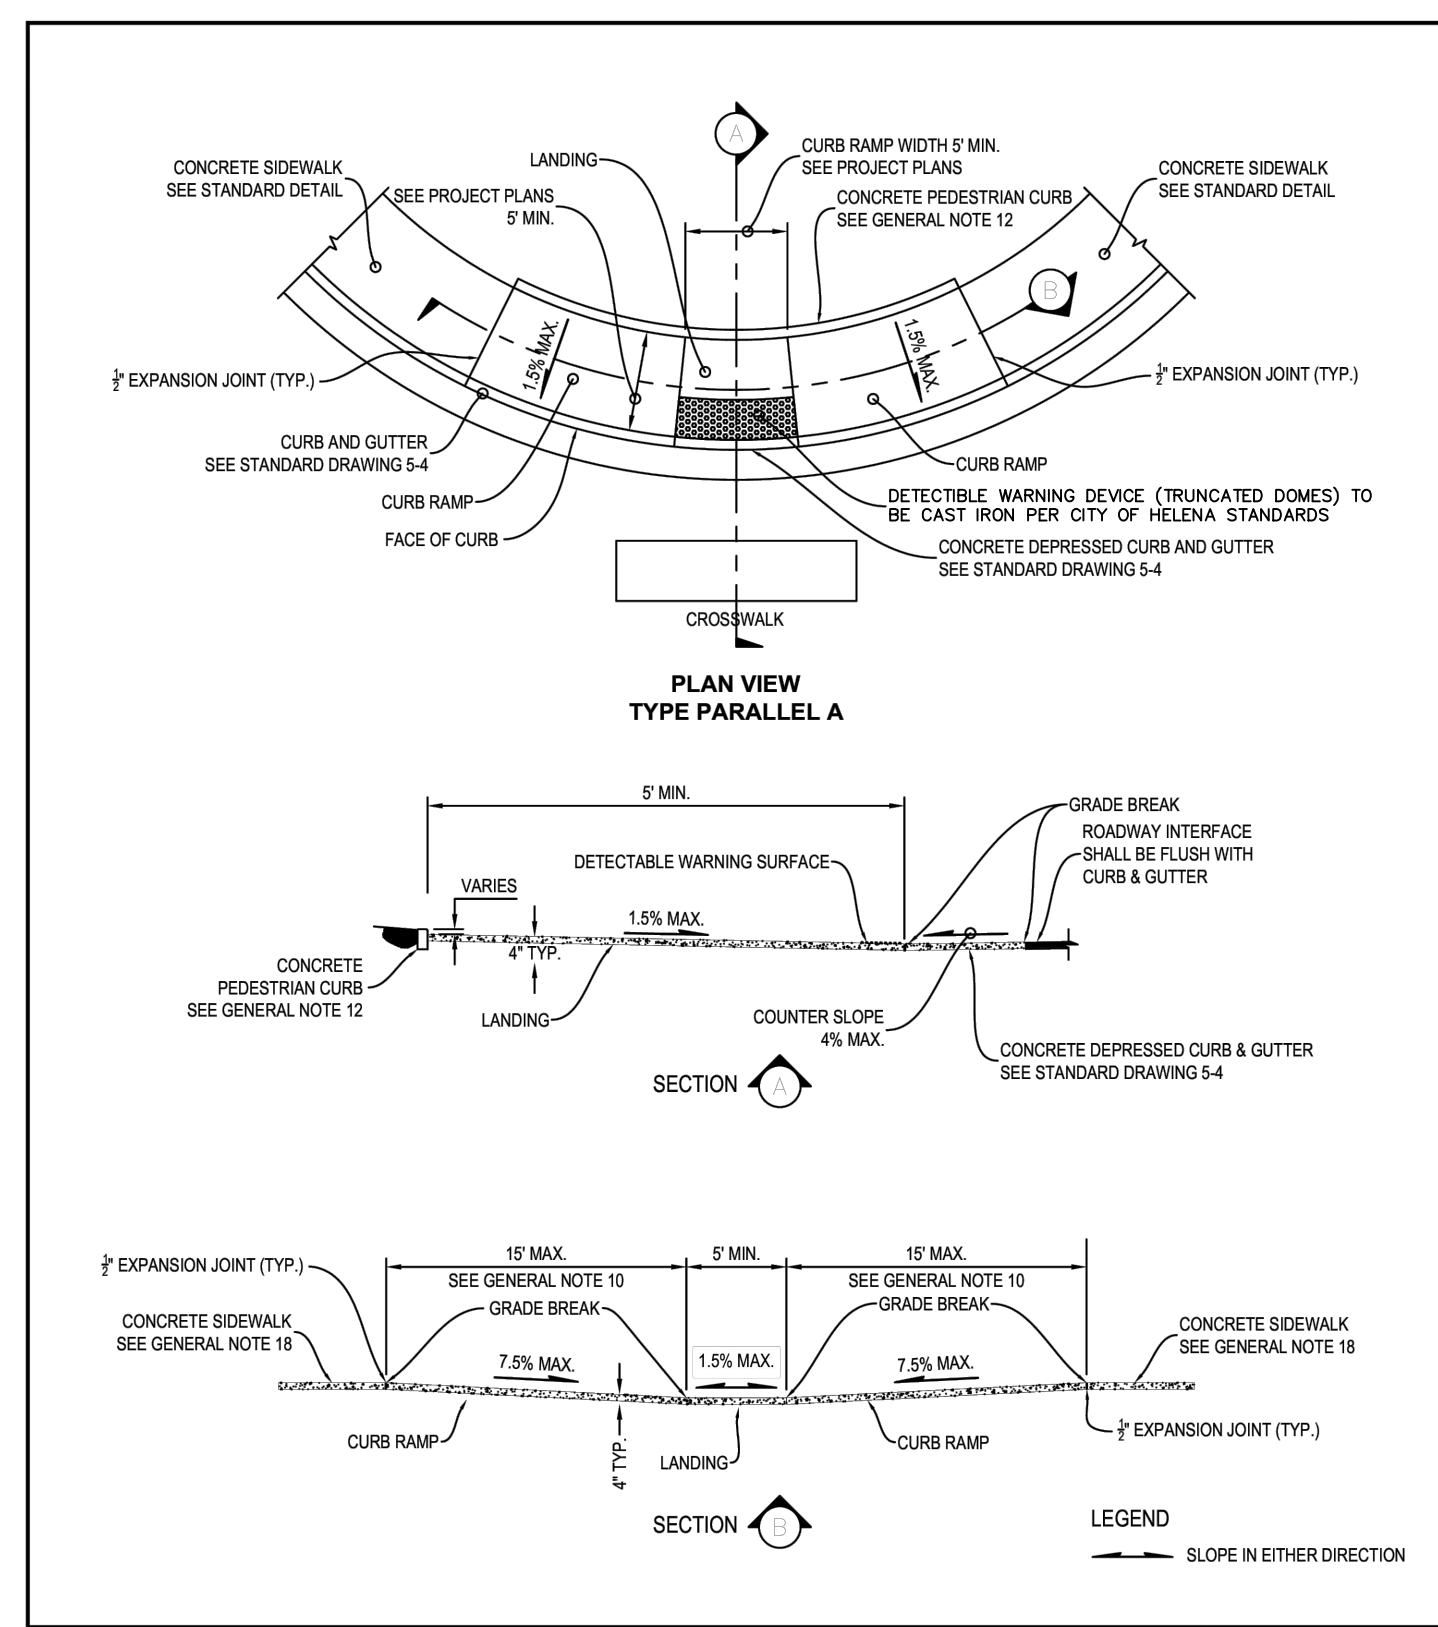 A
CONCRETE SIDEWALK
SEE STANDARD DETAIL
LANDING
CURB RAMP WIDTH 5' MIN.
SEE PROJECT PLANS
CONCRETE SIDEWALK
SEE STANDARD DETAIL
SEE PROJECT PLANS
5' MIN.
CONCRETE PEDESTRIAN CURB
SEE GENERAL NOTE 12
B
1.5% MAX.
1.5% MAX.
½" EXPANSION JOINT (TYP.)
½" EXPANSION JOINT (TYP.)
CURB AND GUTTER
SEE STANDARD DRAWING 5-4
CURB RAMP
CURB RAMP
DETECTIBLE WARNING DEVICE (TRUNCATED DOMES) TO
BE CAST IRON PER CITY OF HELENA STANDARDS
FACE OF CURB
CONCRETE DEPRESSED CURB AND GUTTER
SEE STANDARD DRAWING 5-4
CROSSWALK
PLAN VIEW
TYPE PARALLEL A
5' MIN.
GRADE BREAK
ROADWAY INTERFACE
SHALL BE FLUSH WITH
CURB & GUTTER
DETECTABLE WARNING SURFACE
VARIES
1.5% MAX.
4" TYP.
CONCRETE
PEDESTRIAN CURB
SEE GENERAL NOTE 12
LANDING
COUNTER SLOPE
4% MAX.
CONCRETE DEPRESSED CURB & GUTTER
SEE STANDARD DRAWING 5-4
SECTION A
15' MAX.
5' MIN.
15' MAX.
½" EXPANSION JOINT (TYP.)
SEE GENERAL NOTE 10
SEE GENERAL NOTE 10
GRADE BREAK
GRADE BREAK
CONCRETE SIDEWALK
SEE GENERAL NOTE 18
CONCRETE SIDEWALK
SEE GENERAL NOTE 18
7.5% MAX.
1.5% MAX.
7.5% MAX.
CURB RAMP
4" TYP.
LANDING
CURB RAMP
½" EXPANSION JOINT (TYP.)
SECTION B
LEGEND
SLOPE IN EITHER DIRECTION